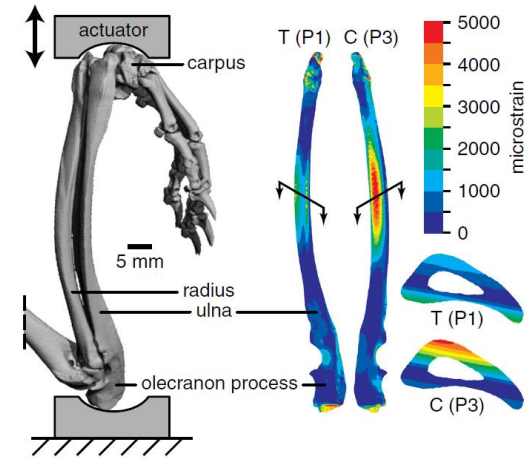 actuator
carpus
5 mm
radius
ulna
olecranon process
T (P1) C (P3)
5000
4000
3000
2000
1000
0
microstrain
T (P1)
C (P3)